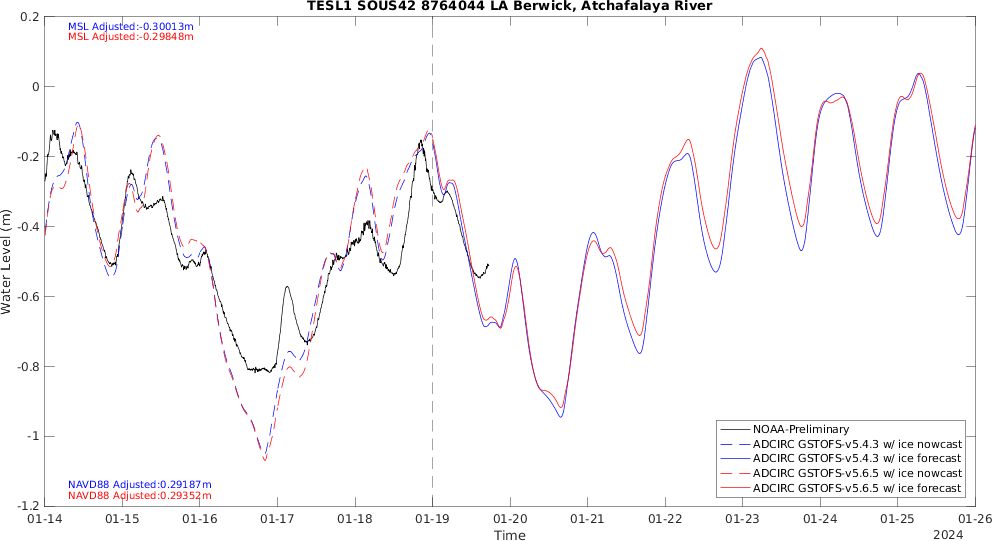 TESL1 SOUS42 8764044 LA Berwick, Atchafalaya River
MSL Adjusted:-0.30013m
MSL Adjusted:-0.29848m
0.2
0
-0.2
-0.4
-0.6
-0.8
-1
-1.2
Water Level (m)
NAVD88 Adjusted:0.29187m
NAVD88 Adjusted:0.29352m
NOAA-Preliminary
ADCIRC GSTOFS-v5.4.3 w/ ice nowcast
ADCIRC GSTOFS-v5.4.3 w/ ice forecast
ADCIRC GSTOFS-v5.6.5 w/ ice nowcast
ADCIRC GSTOFS-v5.6.5 w/ ice forecast
01-14 01-15 01-16 01-17 01-18 01-19 01-20 01-21 01-22 01-23 01-24 01-25 01-26
Time
2024